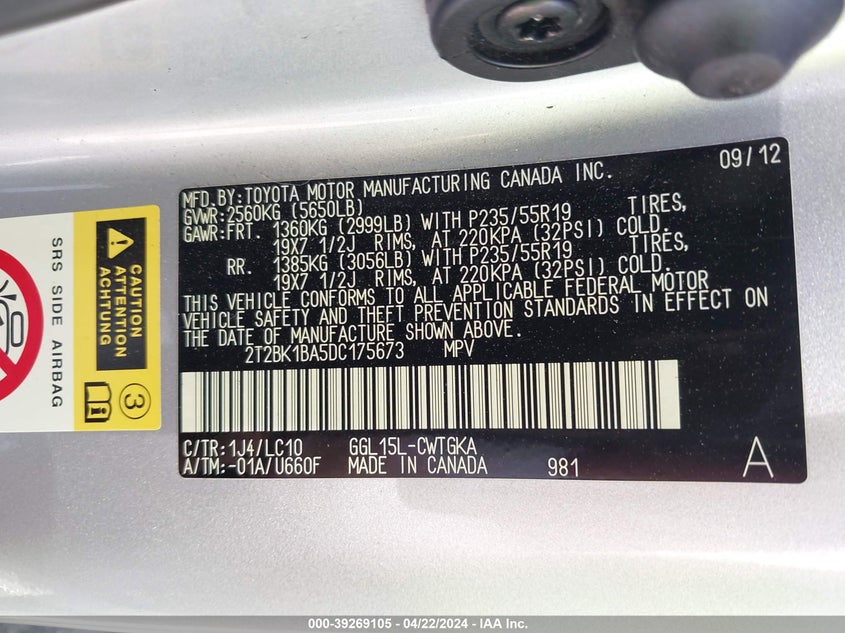 09/12
MFD.BY:TOYOTA MOTOR MANUFACTURING CANADA INC.
GVWR:2560KG (5650LB)
GAWR:FRT. 1360KG (2999LB) WITH P235/55R19 TIRES,
19X7 1/2J RIMS, AT 220KPA (32PSI) COLD.
RR. 1385KG (3056LB) WITH P235/55R19 TIRES,
19X7 1/2J RIMS, AT 220KPA (32PSI) COLD.
THIS VEHICLE CONFORMS TO ALL APPLICABLE FEDERAL MOTOR
VEHICLE SAFETY AND THEFT PREVENTION STANDARDS IN EFFECT ON
THE DATE OF MANUFACTURE SHOWN ABOVE.
2T2BK1BA5DC175673 MPV
C/TR:1J4/LC10 GGL15L-CWTGKA
A/TM:-01A/U660F MADE IN CANADA 981 A
CAUTION
ATTENTION
ACHTUNG
3
SRS SIDE AIRBAG
000-39269105 - 04/22/2024 - IAA Inc.